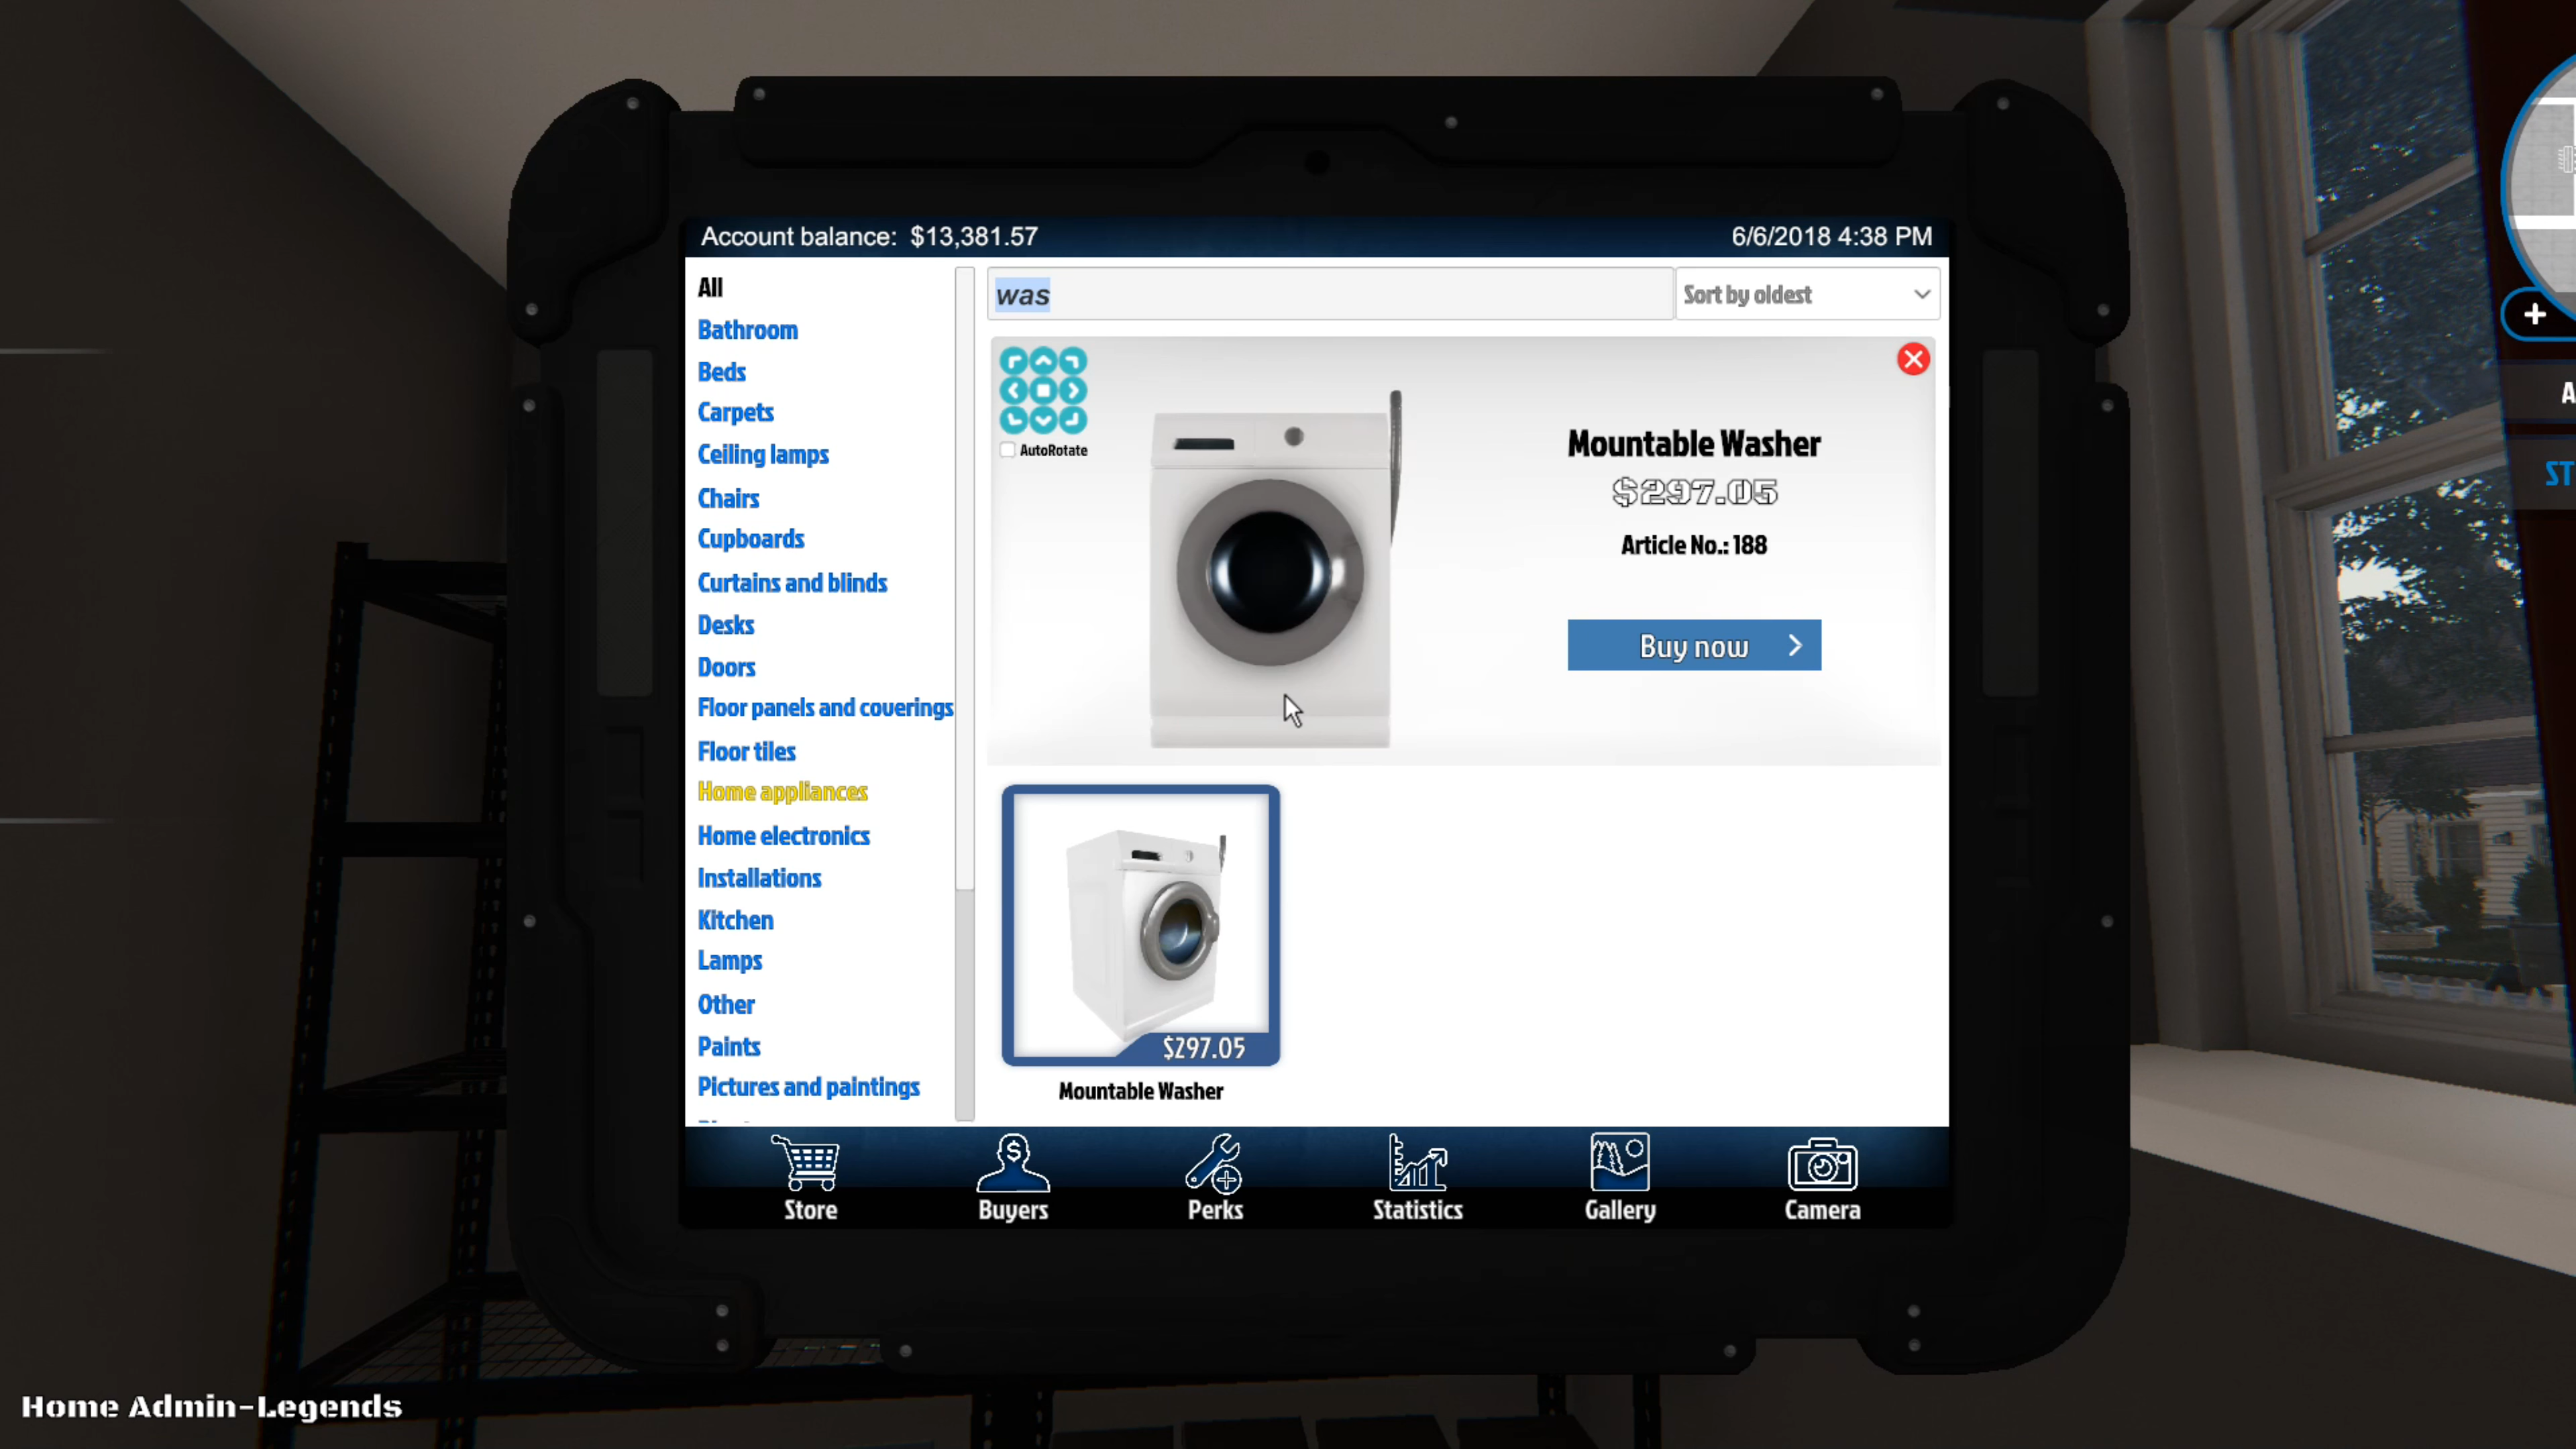 Account balance: $13,381.57
6/6/2018 4:38 PM
All
Bathroom
Beds
Carpets
Ceiling lamps
Chairs
Cupboards
Curtains and blinds
Desks
Doors
Floor panels and coverings
Floor tiles
Home appliances
Home electronics
Installations
Kitchen
Lamps
Other
Paints
Pictures and paintings
was
Sort by oldest
AutoRotate
Mountable Washer
$297.05
Article No.: 188
Buy now
$297.05
Mountable Washer
Store
Buyers
Perks
Statistics
Gallery
Camera
+
A
ST
Home Admin-Legends